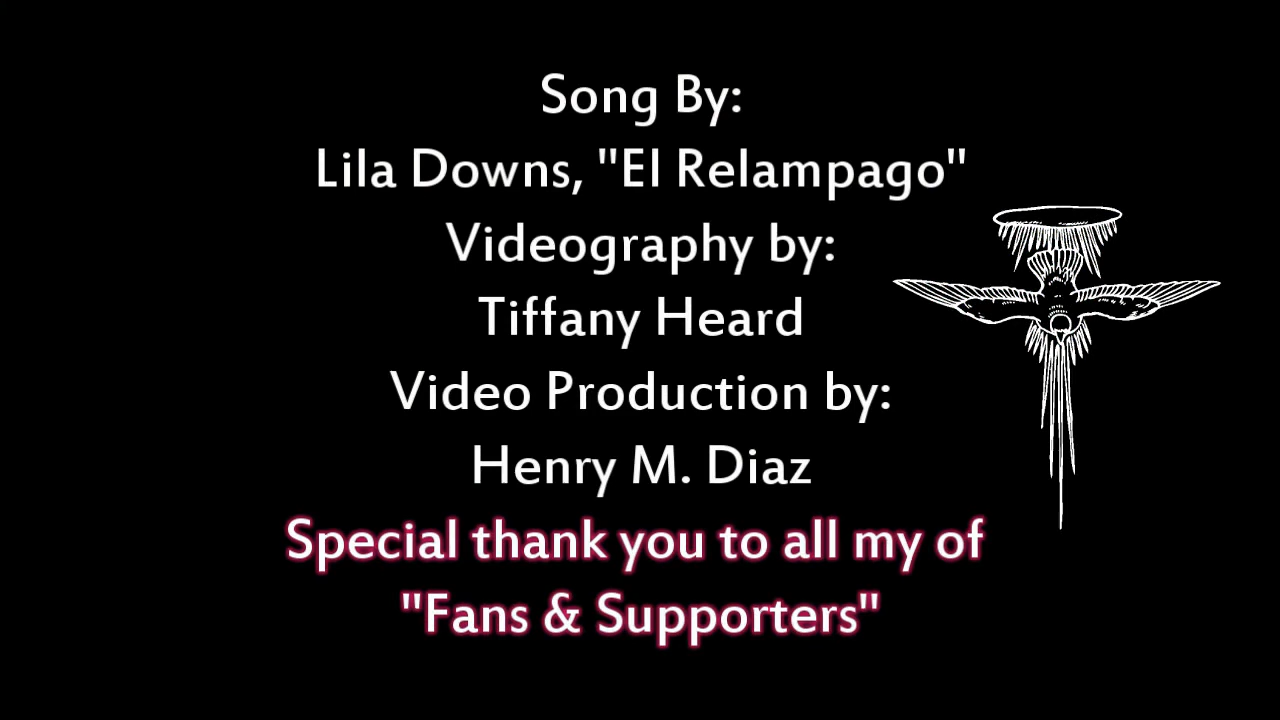 Song By:
Lila Downs, "El Relampago"
Videography by:
Tiffany Heard
Video Production by:
Henry M. Diaz
Special thank you to all my of
"Fans & Supporters"